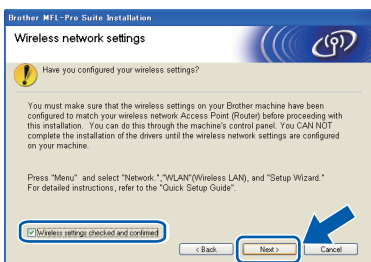 Brother MFL-Pro Suite Installation
Wireless network settings
Have you configured your wireless settings?
You must make sure that the wireless settings on your Brother machine have been
configured to match your wireless network Access Point (Router) before proceeding with
this installation. You can do this through the machine's control panel. You CAN NOT
complete the installation of the drivers until the wireless network settings are configured
on your machine.
Press "Menu" and select "Network.","WLAN"(Wireless LAN), and "Setup Wizard."
For detailed instructions, refer to the "Quick Setup Guide".
Wireless settings checked and confirmed
< Back
Next >
Cancel